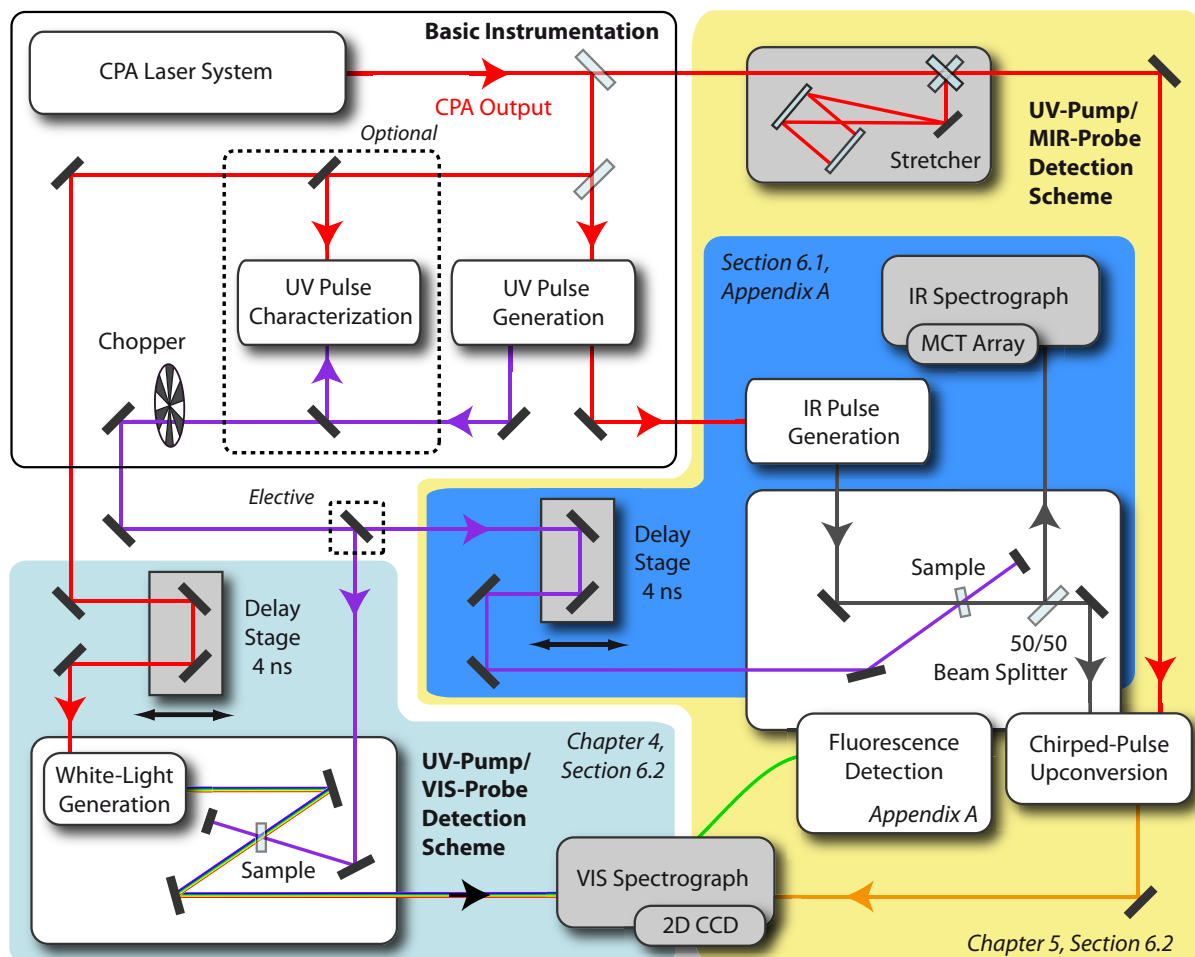 Basic Instrumentation
CPA Laser System
CPA Output
Optional
Stretcher
UV-Pump/
MIR-Probe
Detection
Scheme
UV Pulse
Characterization
UV Pulse
Generation
Chopper
Section 6.1,
Appendix A
IR Spectrograph
MCT Array
IR Pulse
Generation
Elective
Delay
Stage
4 ns
Sample
50/50
Beam Splitter
Delay
Stage
4 ns
White-Light
Generation
Sample
UV-Pump/
VIS-Probe
Detection
Scheme
Chapter 4,
Section 6.2
Fluorescence
Detection
Appendix A
Chirped-Pulse
Upconversion
VIS Spectrograph
2D CCD
Chapter 5, Section 6.2